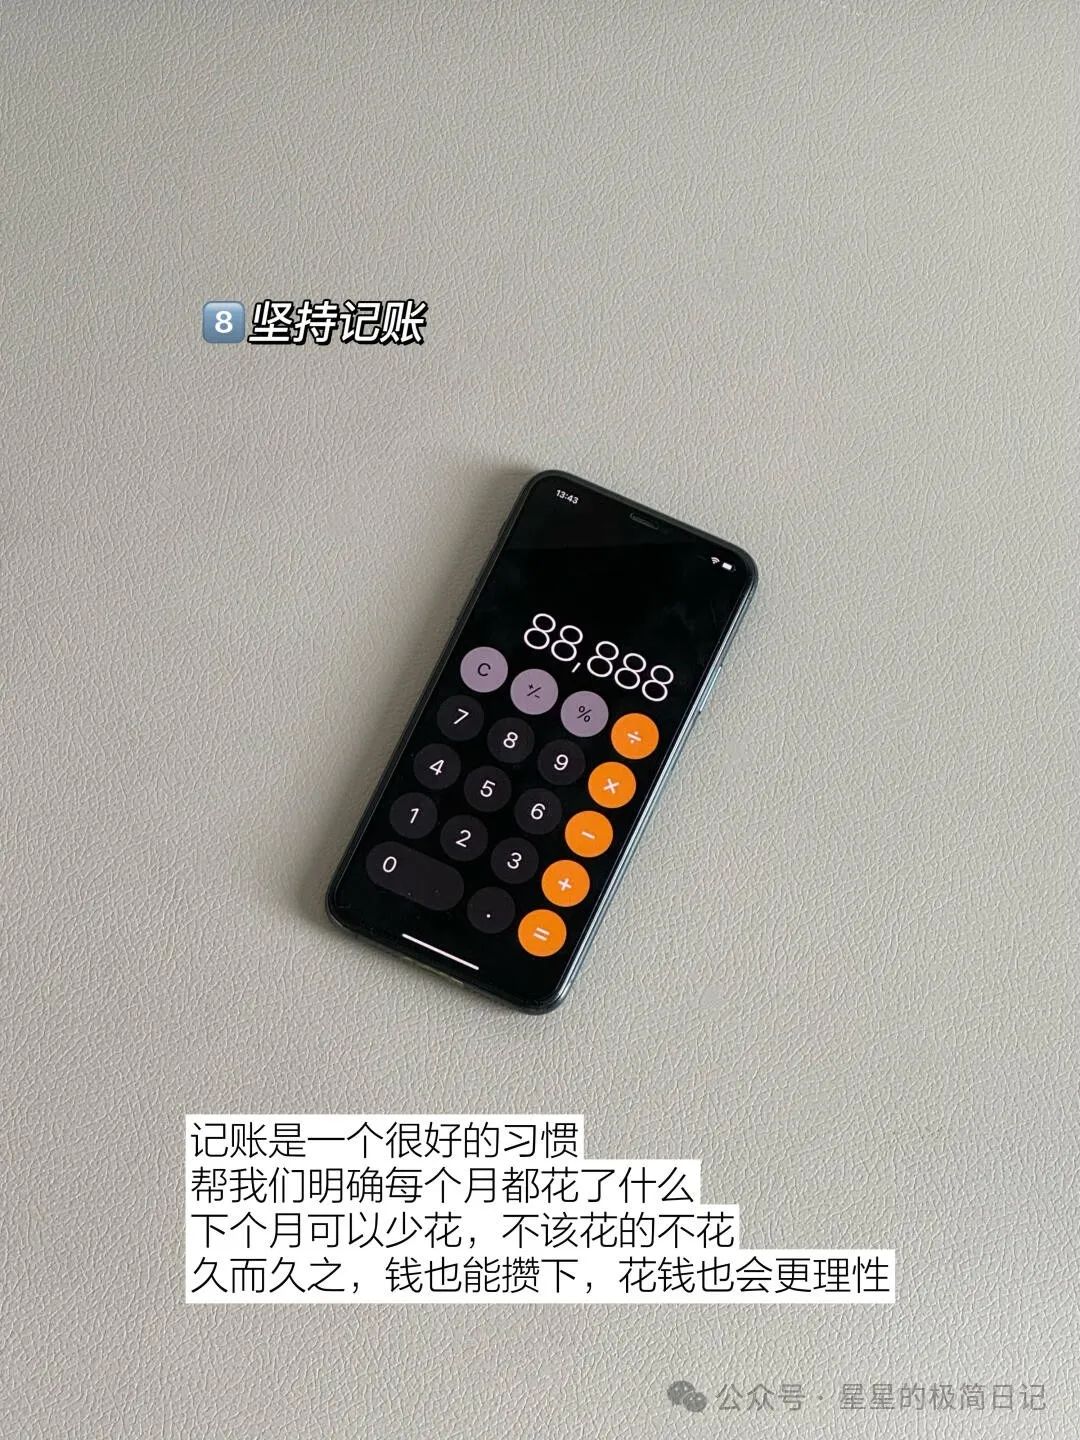 8️⃣坚持记账
13:43
88,888
C +/- % ÷
7 8 9 ×
4 5 6 −
1 2 3 +
0 . =
记账是一个很好的习惯
帮我们明确每个月都花了什么
下个月可以少花，不该花的不花
久而久之，钱也能攒下，花钱也会更理性
公众号·星星的极简日记